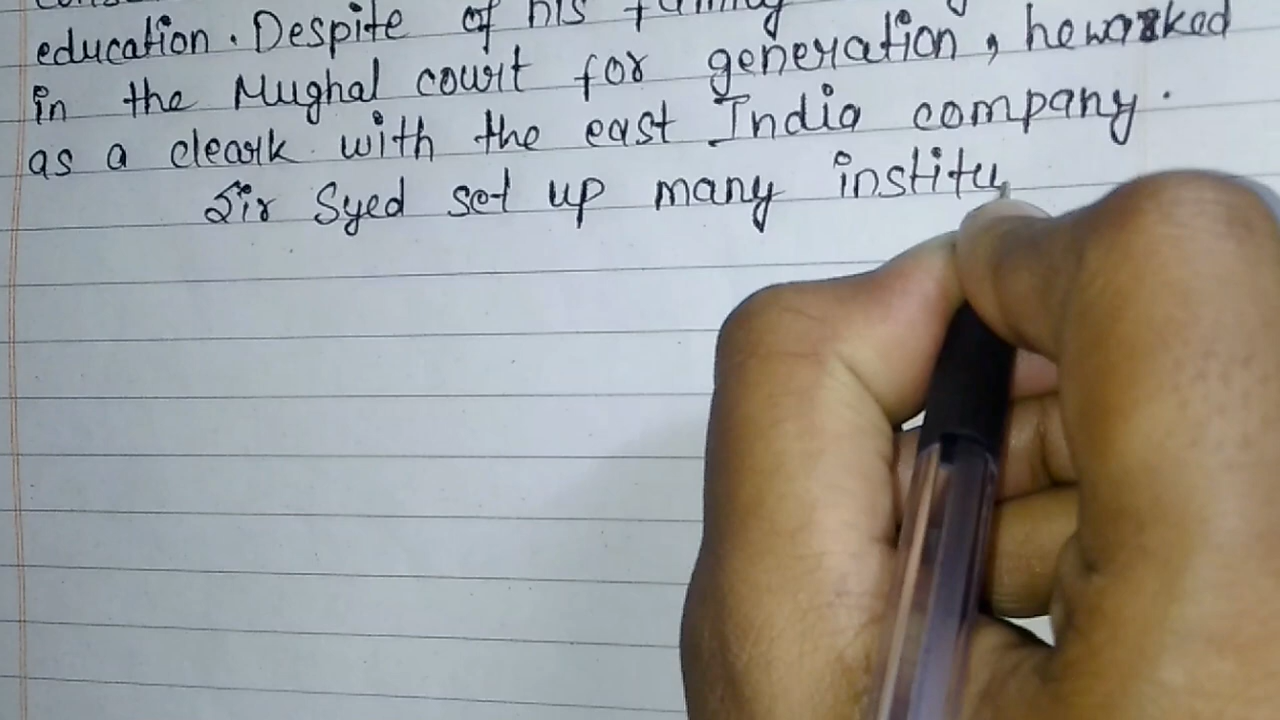 education. Despite of his family
in the Mughal court for generation, he worked
as a cleark with the east India company.
Sir Syed set up many institu